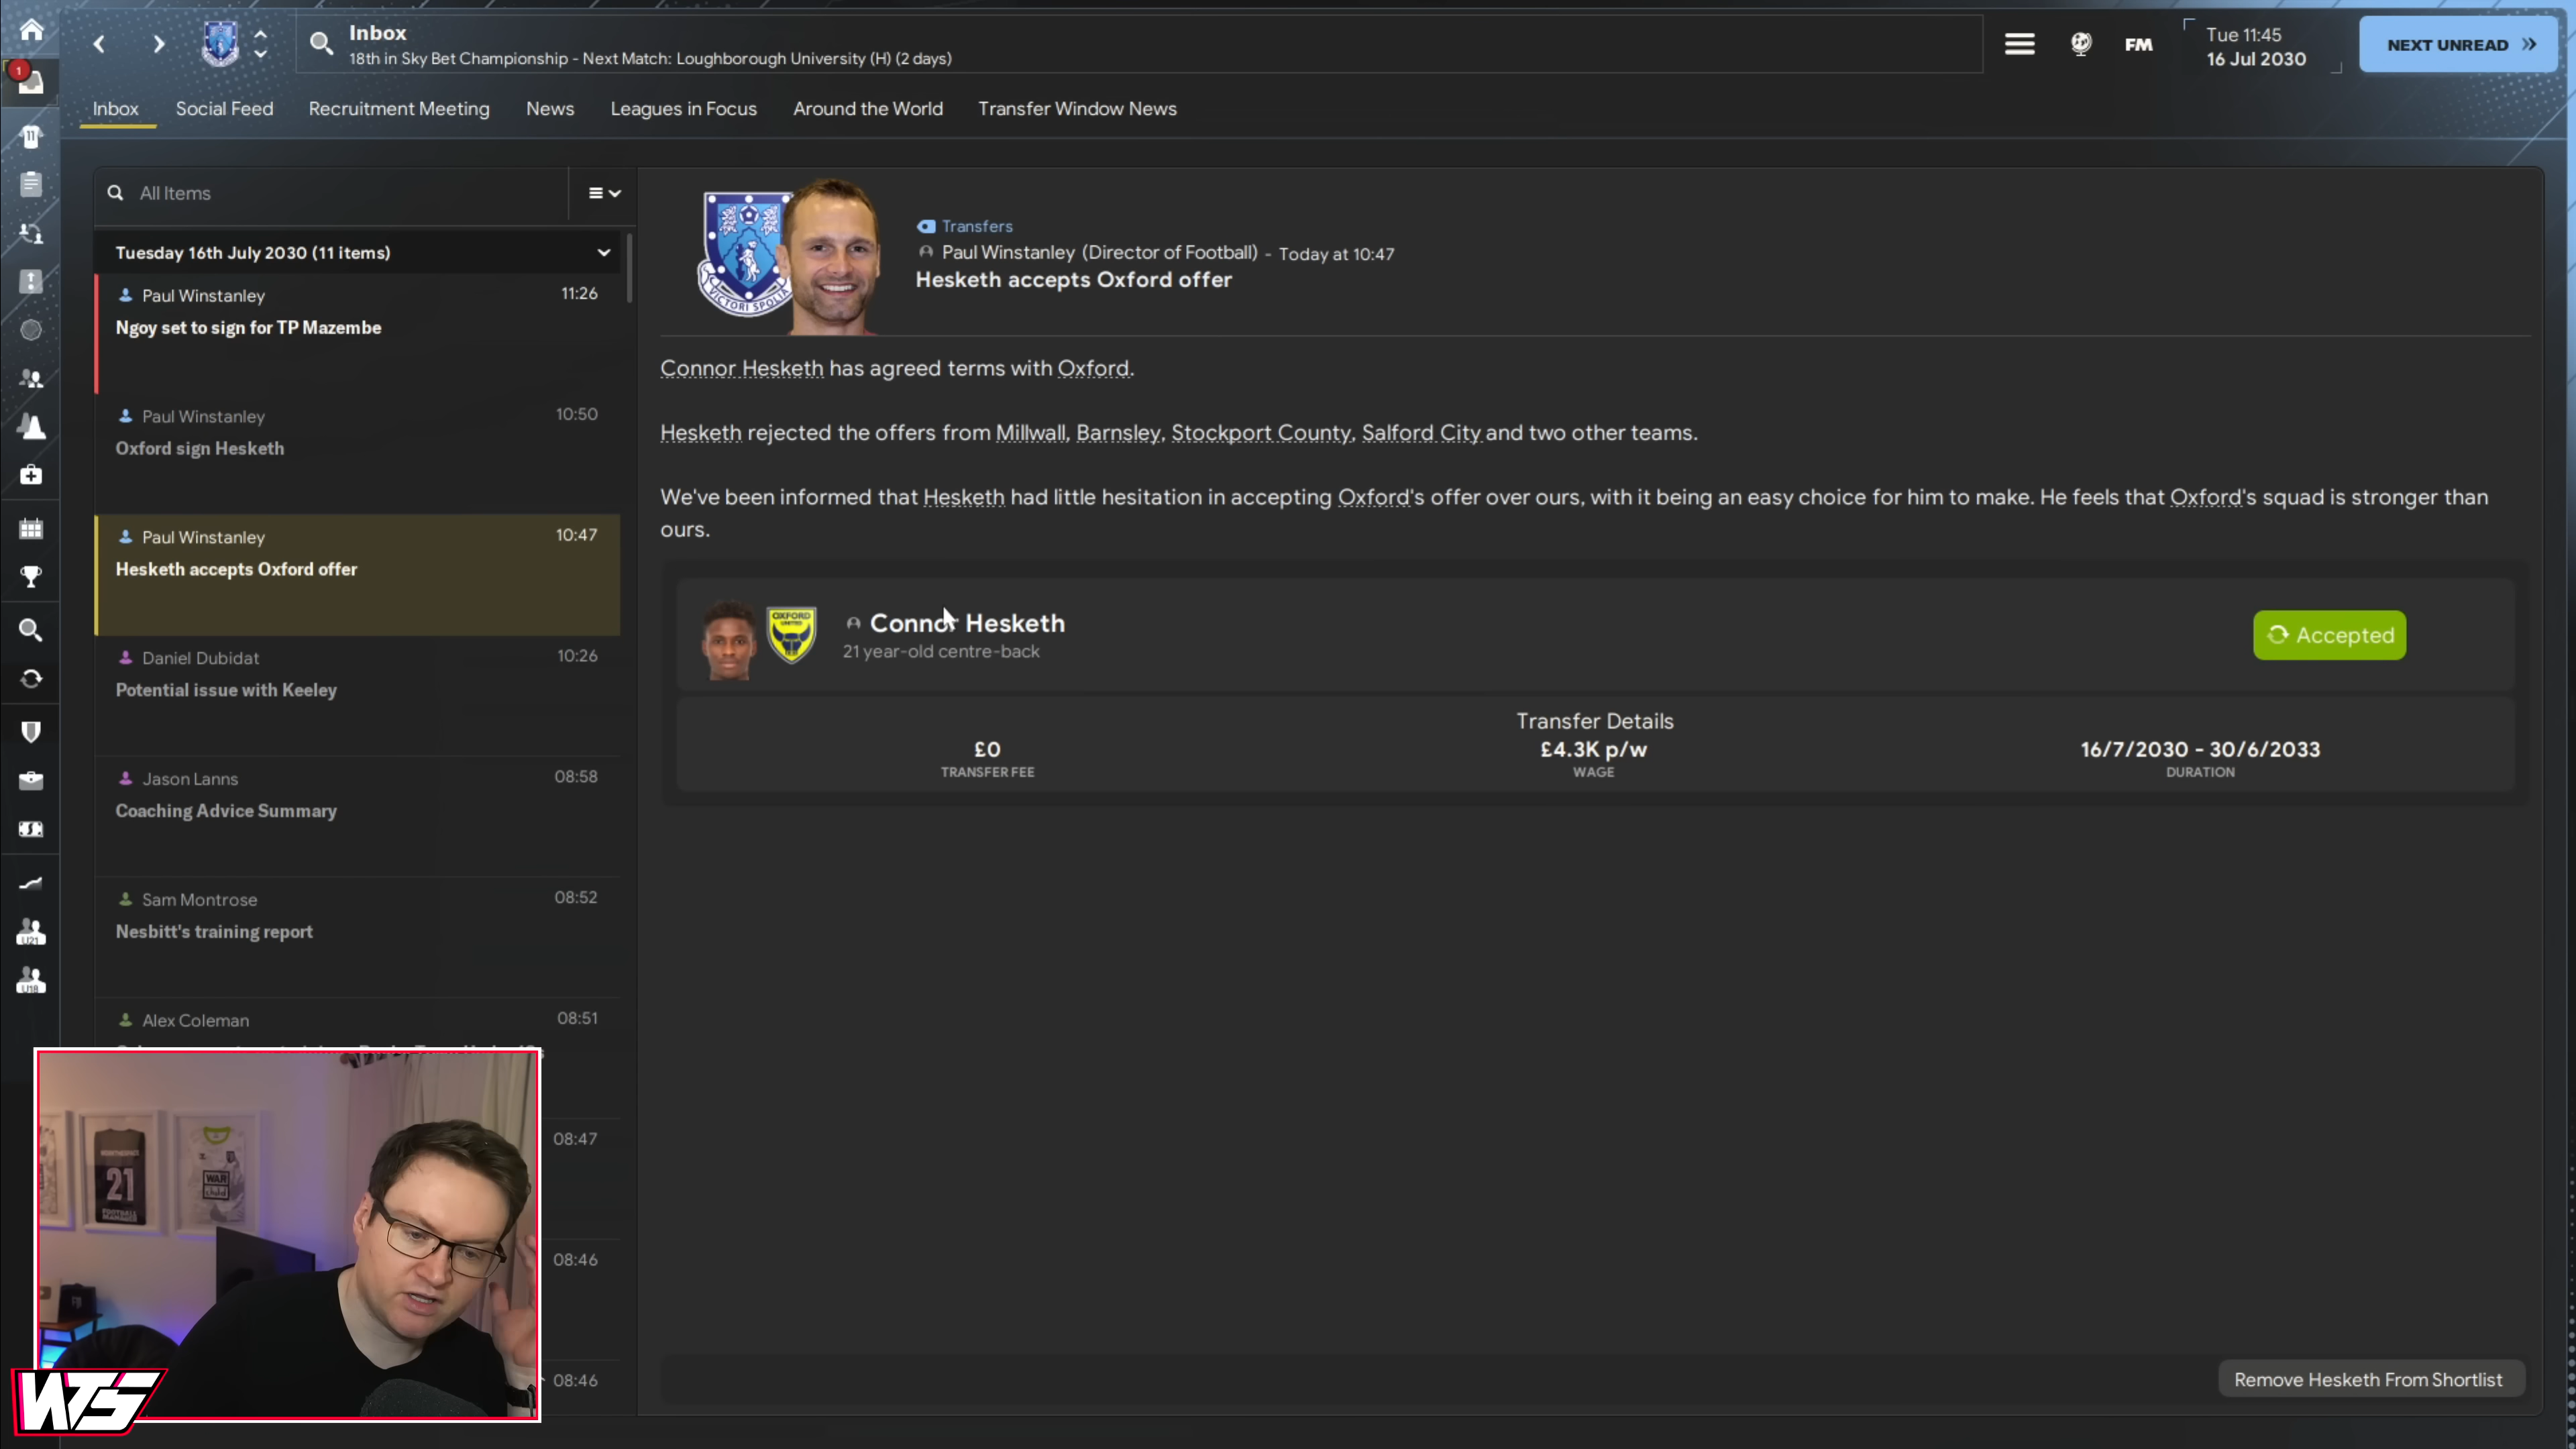 Inbox
18th in Sky Bet Championship - Next Match: Loughborough University (H) (2 days)
FM
Tue 11:45
16 Jul 2030
NEXT UNREAD
1
Inbox
Social Feed
Recruitment Meeting
News
Leagues in Focus
Around the World
Transfer Window News
11
All Items
Tuesday 16th July 2030 (11 items)
Paul Winstanley 11:26
Ngoy set to sign for TP Mazembe
Paul Winstanley 10:50
Oxford sign Hesketh
Paul Winstanley 10:47
Hesketh accepts Oxford offer
Daniel Dubidat 10:26
Potential issue with Keeley
Jason Lanns 08:58
Coaching Advice Summary
Sam Montrose 08:52
Nesbitt's training report
Alex Coleman 08:51
08:47
08:46
08:46
U21
U18
VICTORI SPOLIA
Transfers
Paul Winstanley (Director of Football) - Today at 10:47
Hesketh accepts Oxford offer
Connor Hesketh has agreed terms with Oxford.
Hesketh rejected the offers from Millwall, Barnsley, Stockport County, Salford City and two other teams.
We've been informed that Hesketh had little hesitation in accepting Oxford's offer over ours, with it being an easy choice for him to make. He feels that Oxford's squad is stronger than
ours.
OXFORD
UNITED
Connor Hesketh
21 year-old centre-back
Accepted
Transfer Details
£0
TRANSFER FEE
£4.3K p/w
WAGE
16/7/2030 - 30/6/2033
DURATION
Remove Hesketh From Shortlist
21
WAR
child
WTS